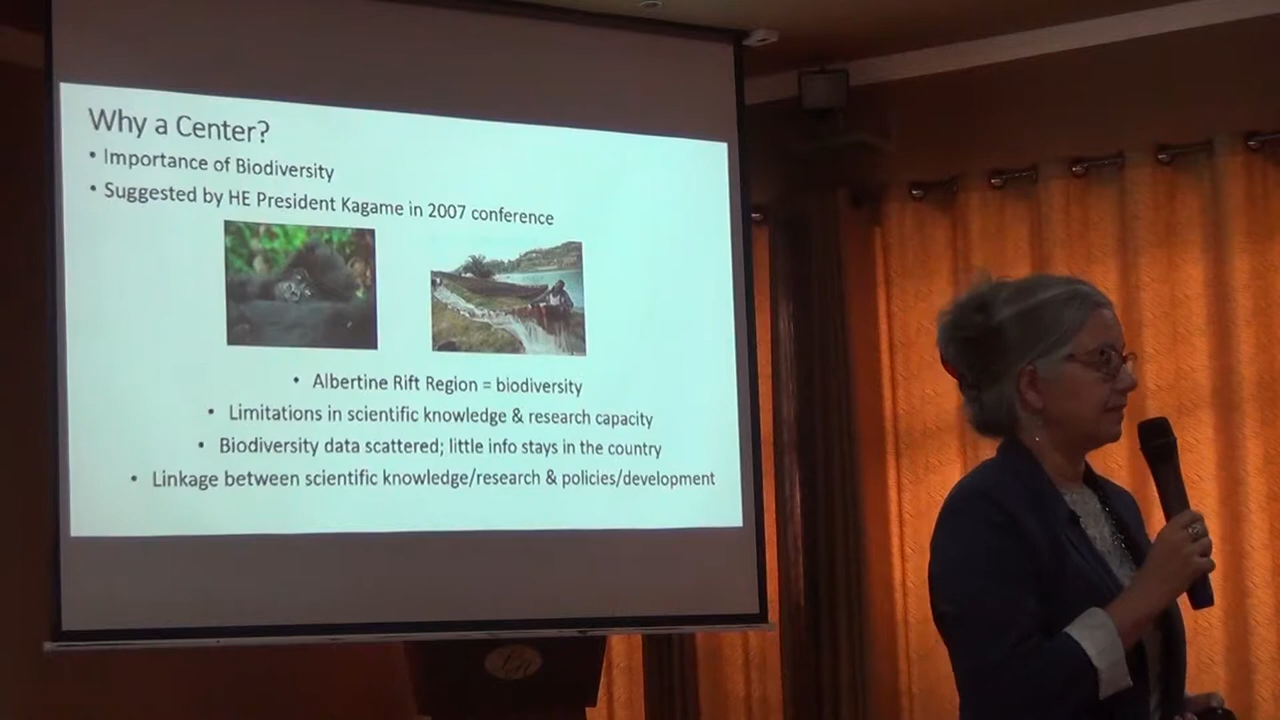 Why a Center?
• Importance of Biodiversity
• Suggested by HE President Kagame in 2007 conference
• Albertine Rift Region = biodiversity
• Limitations in scientific knowledge & research capacity
• Biodiversity data scattered; little info stays in the country
• Linkage between scientific knowledge/research & policies/development